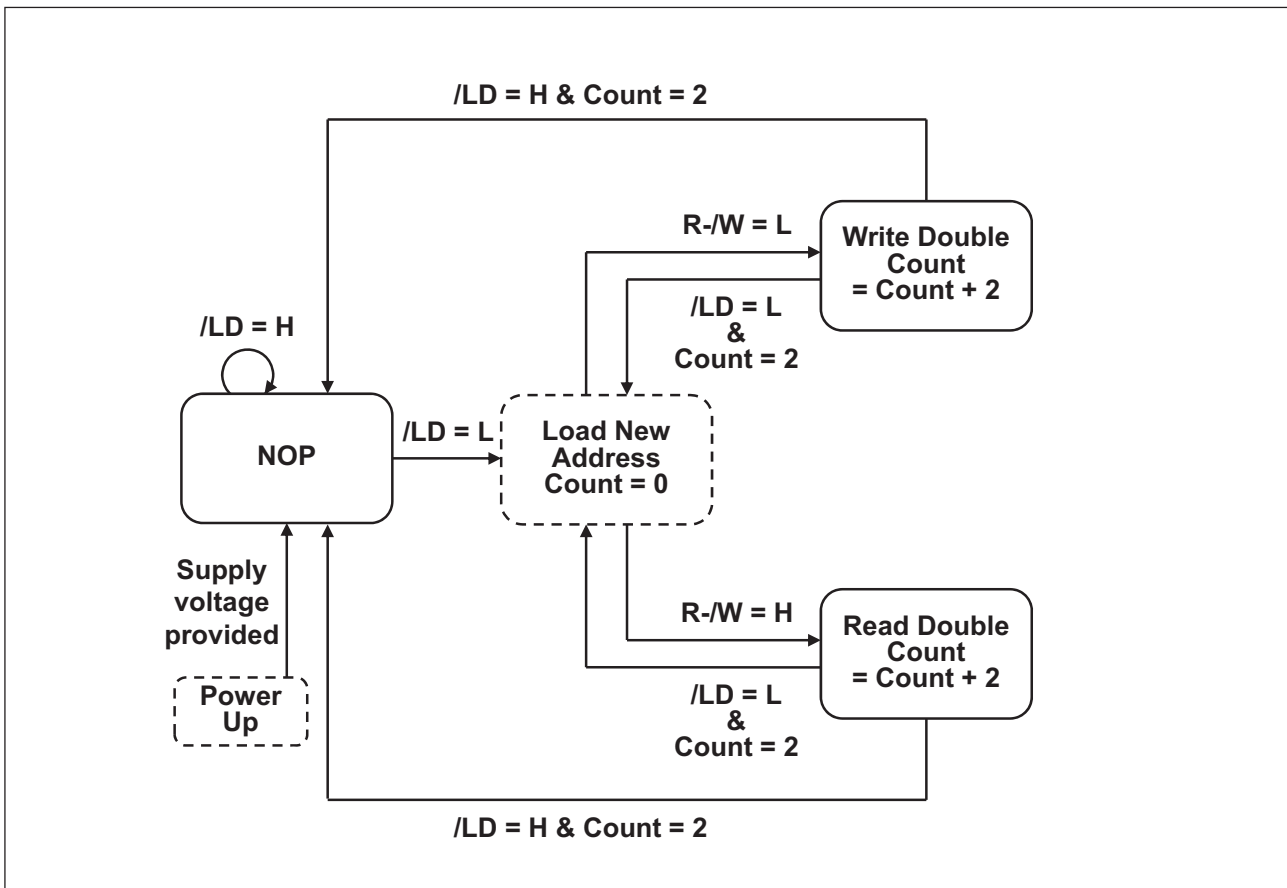 /LD = H & Count = 2
R-/W = L
Write Double
Count
= Count + 2
/LD = L
&
Count = 2
/LD = H
NOP
/LD = L
Load New
Address
Count = 0
Supply
voltage
provided
Power
Up
R-/W = H
Read Double
Count
= Count + 2
/LD = L
&
Count = 2
/LD = H & Count = 2